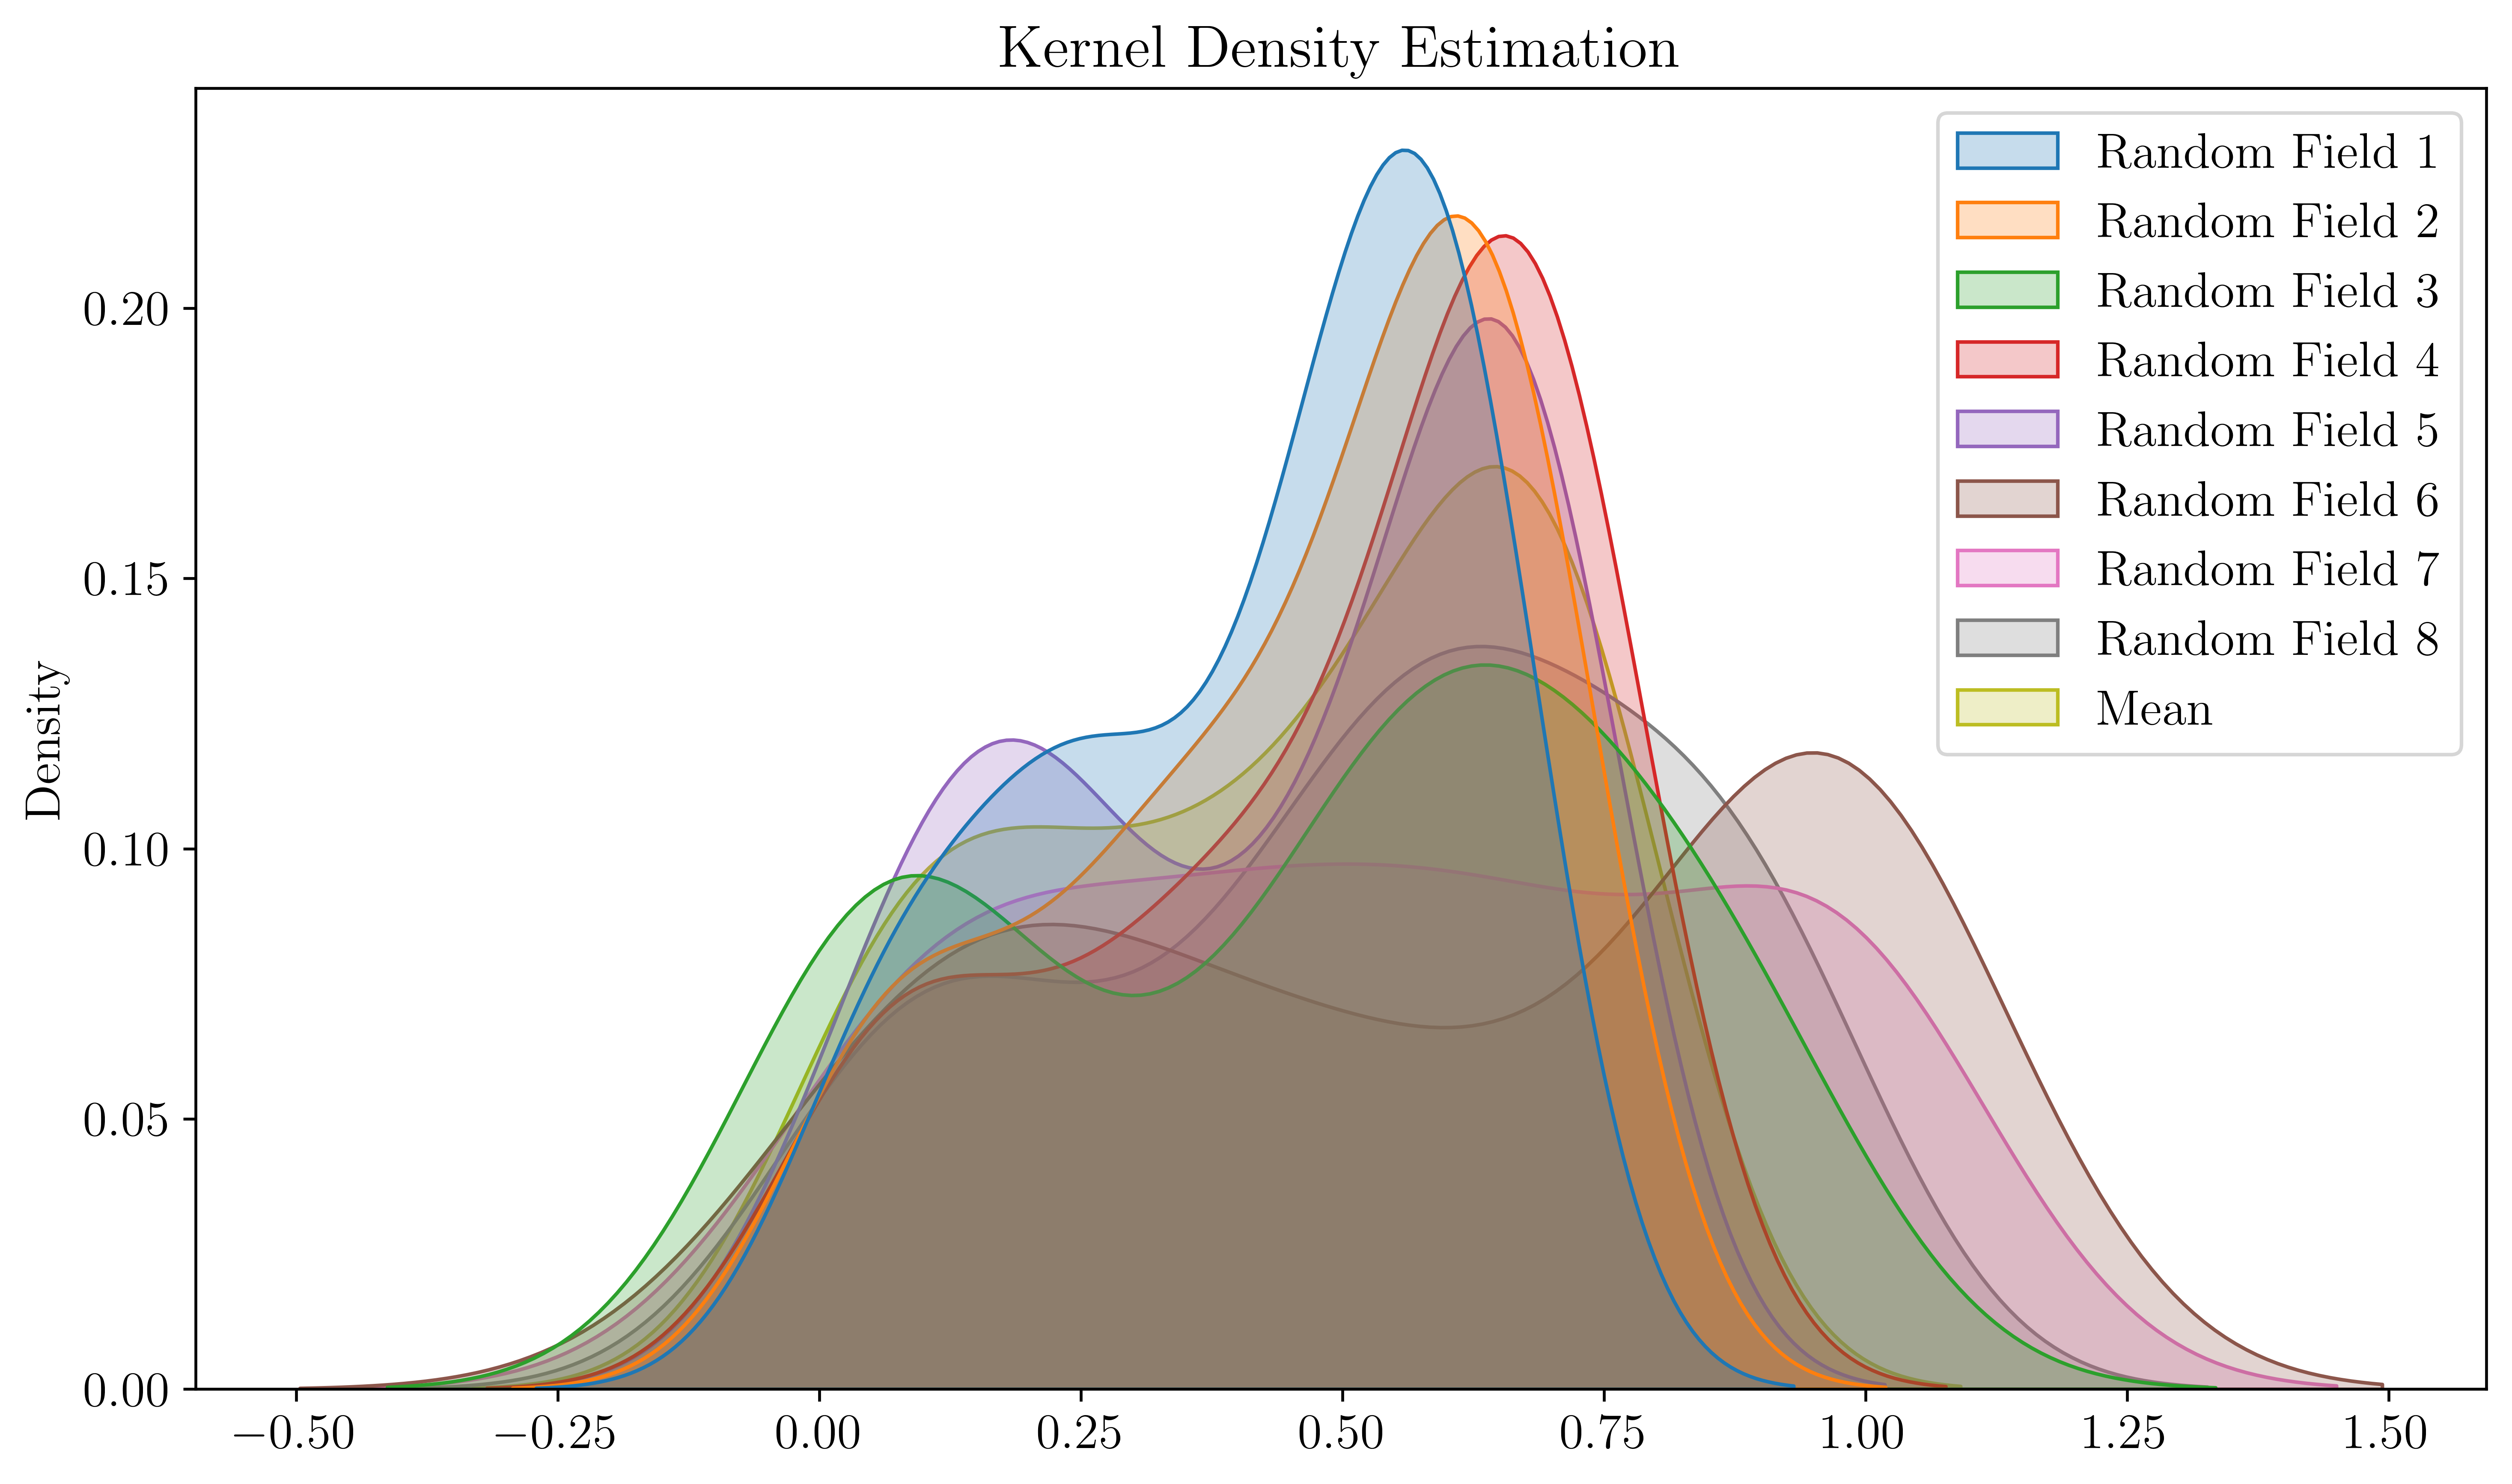 Kernel Density Estimation
Random Field 1
Random Field 2
Random Field 3
Random Field 4
Random Field 5
Random Field 6
Random Field 7
Random Field 8
Mean
Density
0.20
0.15
0.10
0.05
0.00
−0.50 −0.25 0.00 0.25 0.50 0.75 1.00 1.25 1.50